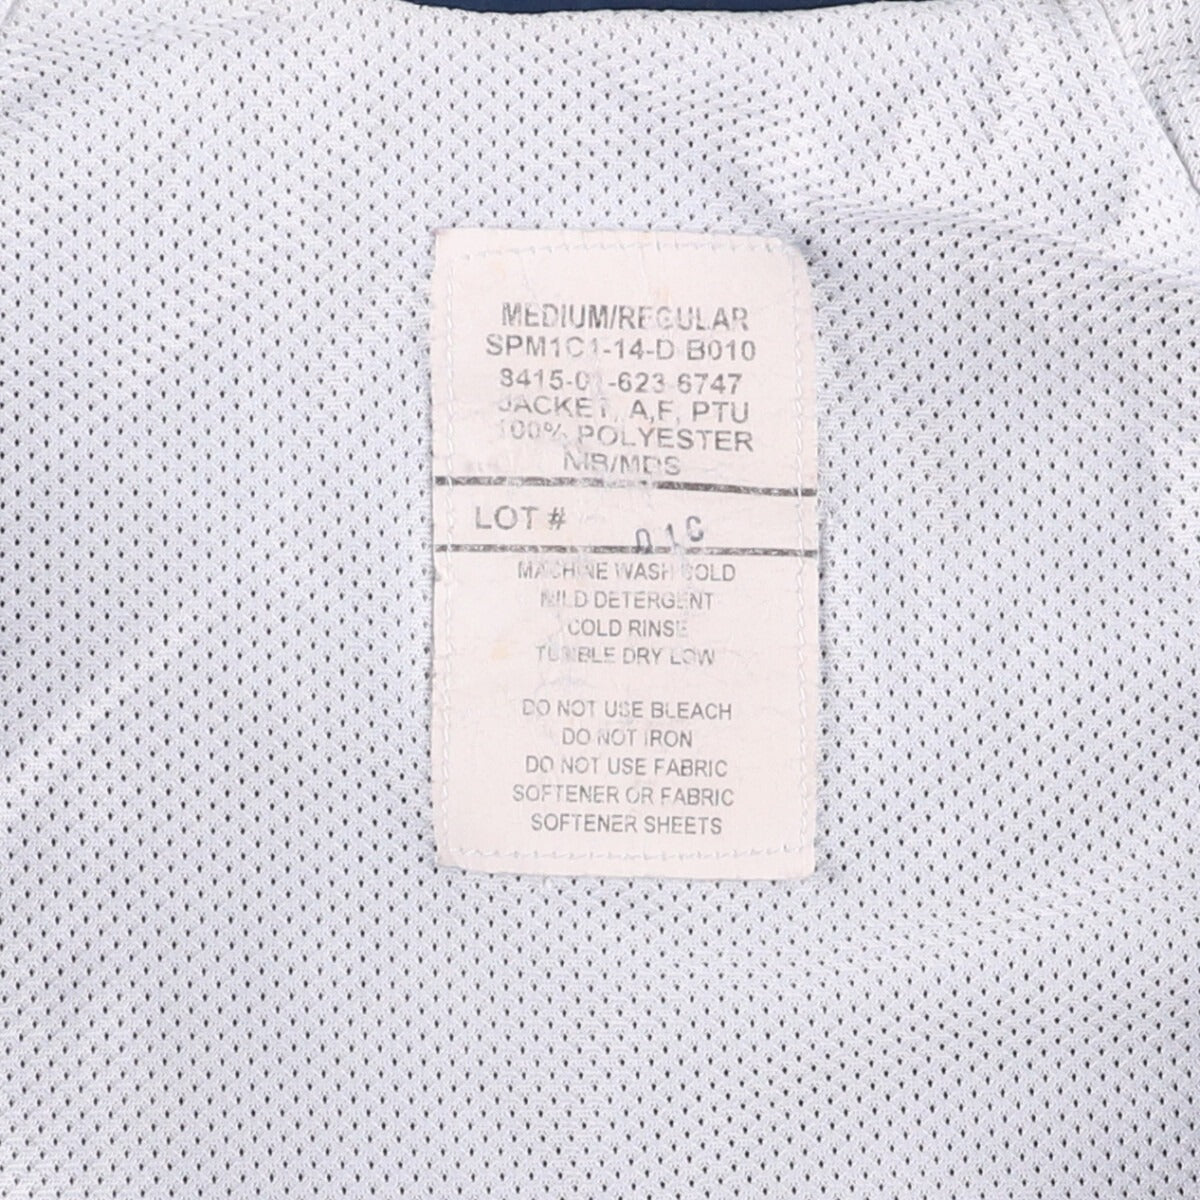 MEDIUM/REGULAR
SPM1C1-14-D-B010
8415-01-623-6747
JACKET, A,F, PTU
100% POLYESTER
NIB/MDS
LOT #
MACHINE WASH COLD
MILD DETERGENT
COLD RINSE
TUMBLE DRY LOW
DO NOT USE BLEACH
DO NOT IRON
DO NOT USE FABRIC
SOFTENER OR FABRIC
SOFTENER SHEETS